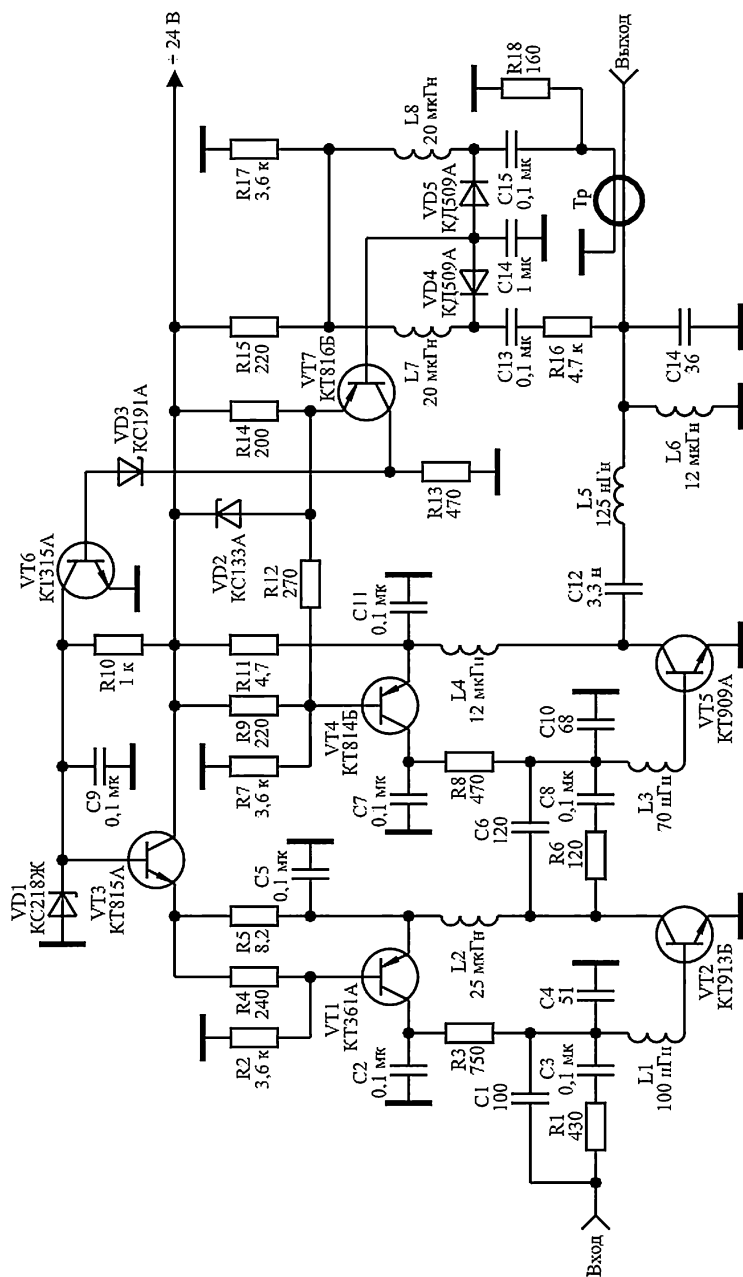 VD1
КС218Ж
VT3
КТ815Л
C9
0,1 мк
R10
1 к
VT6
КТ315Л
VD3
КС191А
÷ 24 В
R2
3,6 к
R4
240
R5
8,2
C5
0,1 мк
R7
3,6 к
R9
220
R11
4,7
VD2
КС133А
R14
200
R15
220
R17
3,6 к
R12
270
VT7
КТ816Б
VT1
КТ361А
VT4
КТ814Б
C11
0,1 мк
R13
470
L7
20 мкГн
L8
20 мкГн
VD4
КД509А
VD5
КД509А
C2
0,1 мк
C7
0,1 мк
C13
0,1 мк
C14
1 мк
C15
0,1 мк
R18
160
R3
750
L2
25 мкГн
R8
470
L4
12 мкГн
R16
4.7 к
Тр
C1
100
C4
51
C6
120
C10
68
C12
3,3 н
L5
125 нГн
Выход
R1
430
C3
0,1 мк
R6
120
C8
0,1 мк
L6
12 мкГн
C14
36
Вход
L1
100 нГн
VT2
КТ913Б
L3
70 нГн
VT5
КТ909А